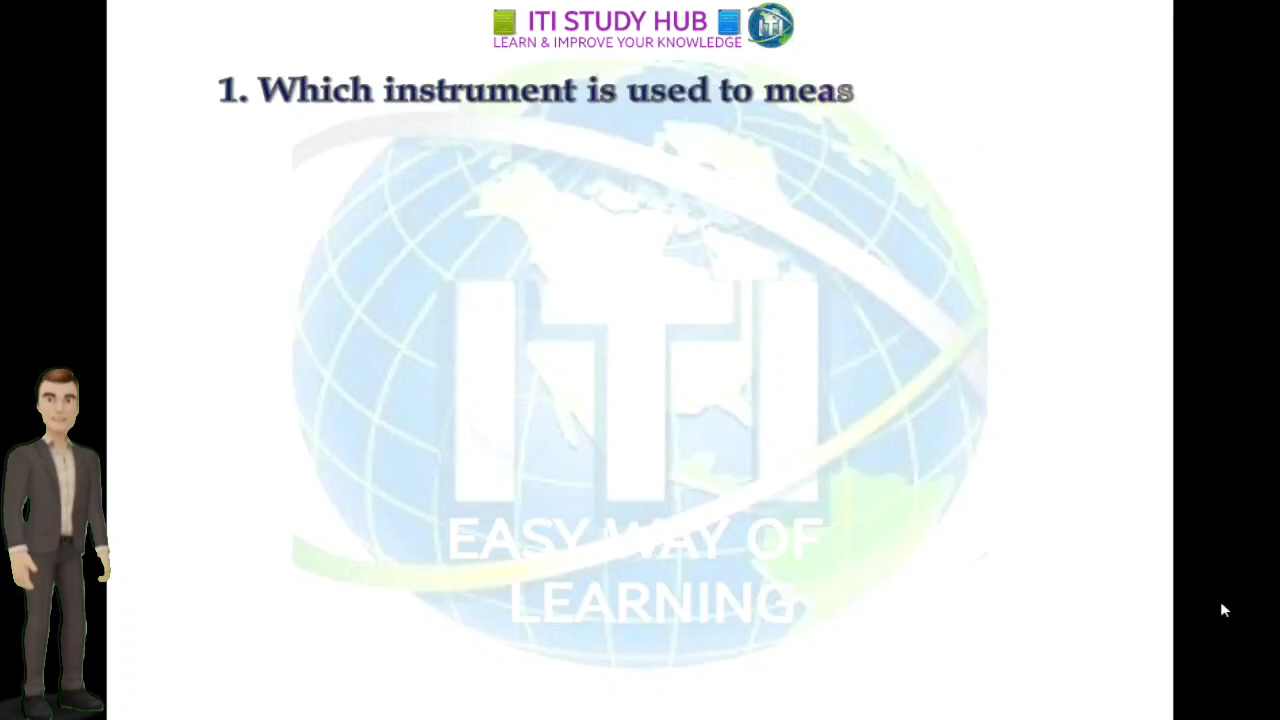 ITI STUDY HUB
LEARN & IMPROVE YOUR KNOWLEDGE
ITI
1. Which instrument is used to meas
ITI
EASY WAY OF
LEARNING